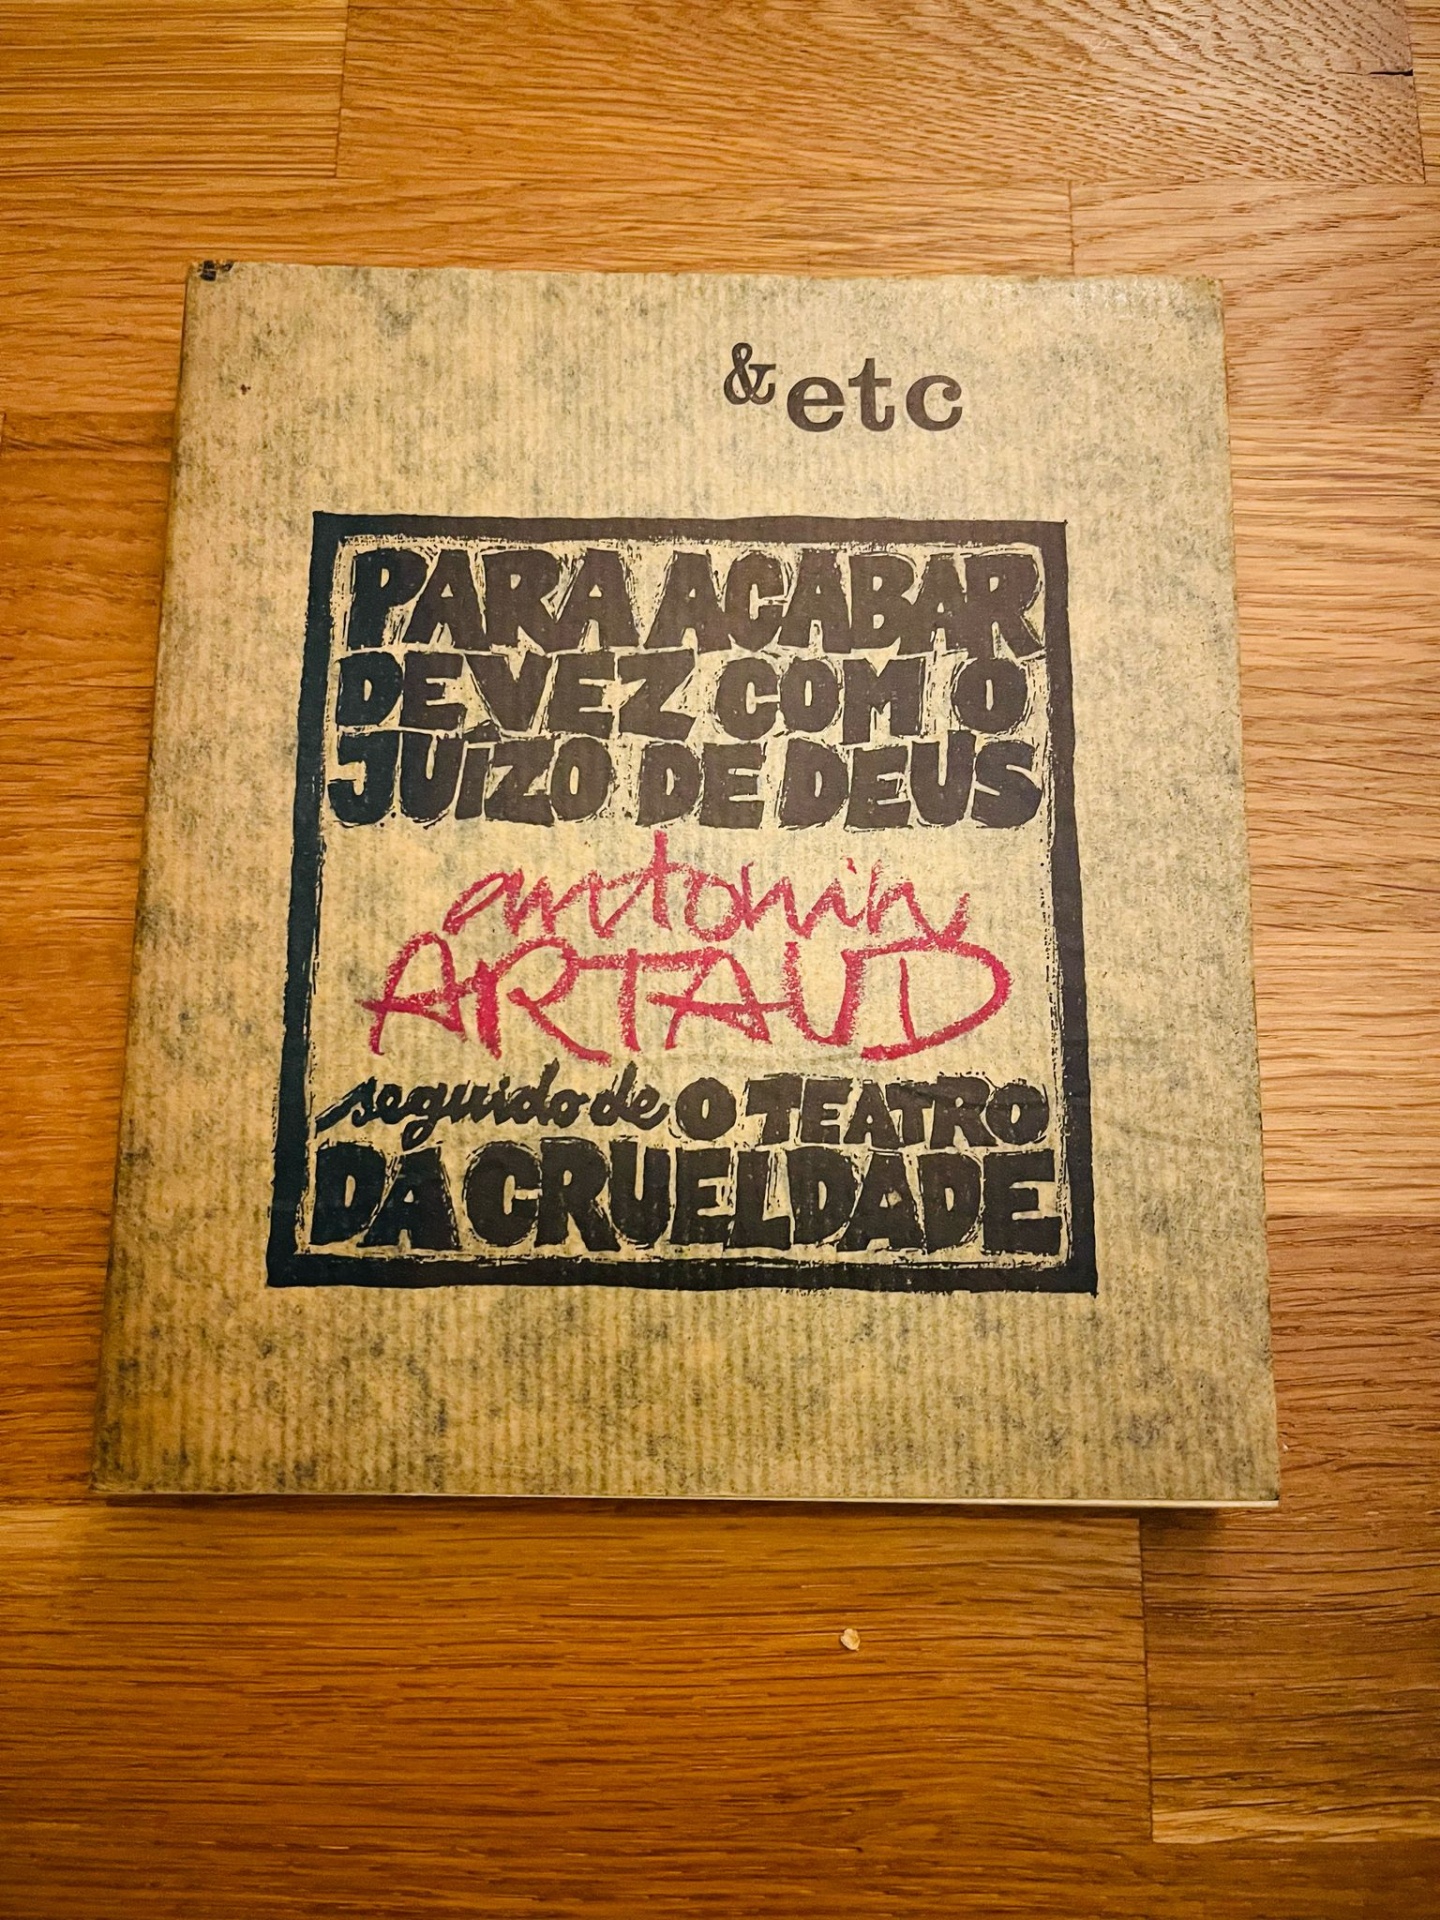 & etc
PARA ACABAR
DE VEZ COM O
JUÍZO DE DEUS
antonin
ARTAUD
seguido de O TEATRO
DA CRUELDADE